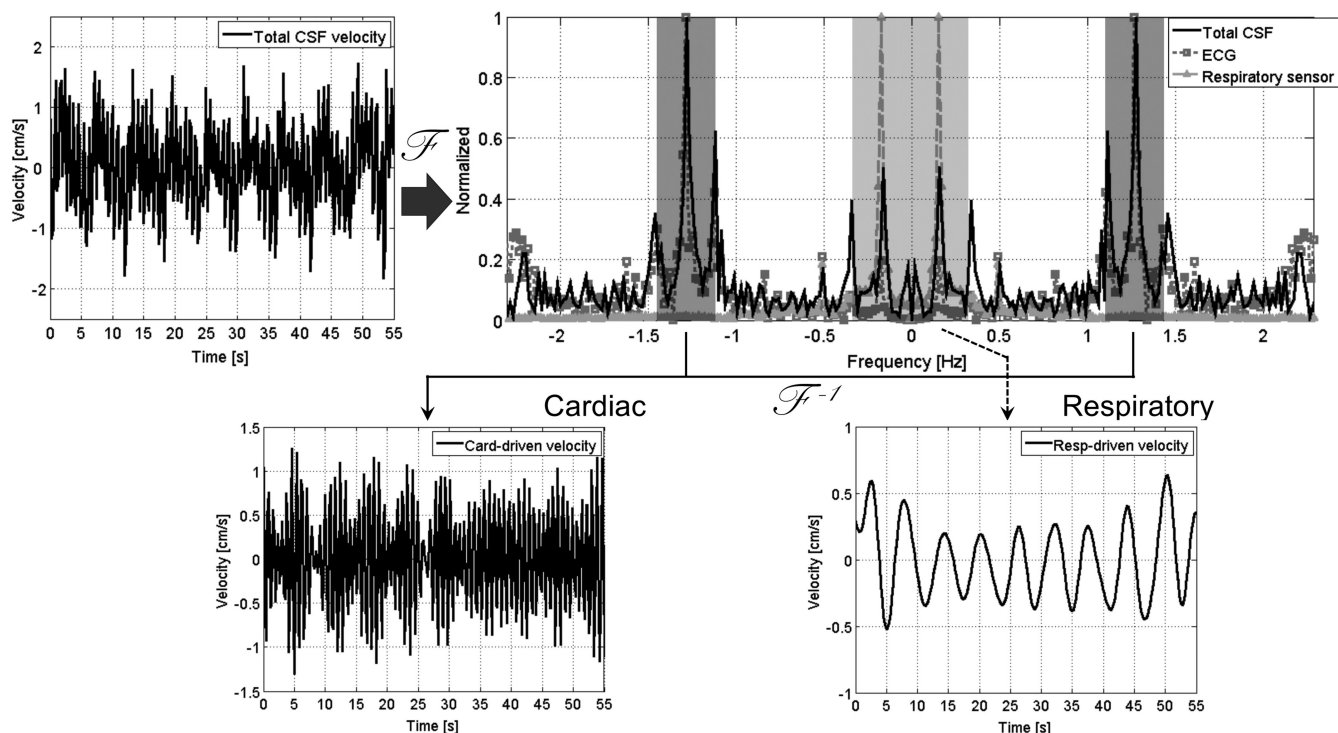 Total CSF velocity
Velocity [cm/s]
2
1
0
-1
-2
0 5 10 15 20 25 30 35 40 45 50 55
Time [s]
ℱ
Normalized
1
0.8
0.6
0.4
0.2
0
Total CSF
ECG
Respiratory sensor
-2 -1.5 -1 -0.5 0 0.5 1 1.5 2
Frequency [Hz]
Cardiac
ℱ-1
Respiratory
Card-driven velocity
Velocity [cm/s]
1.5
1
0.5
0
-0.5
-1
-1.5
0 5 10 15 20 25 30 35 40 45 50 55
Time [s]
Resp-driven velocity
Velocity [cm/s]
1
0.5
0
-0.5
-1
0 5 10 15 20 25 30 35 40 45 50 55
Time [s]